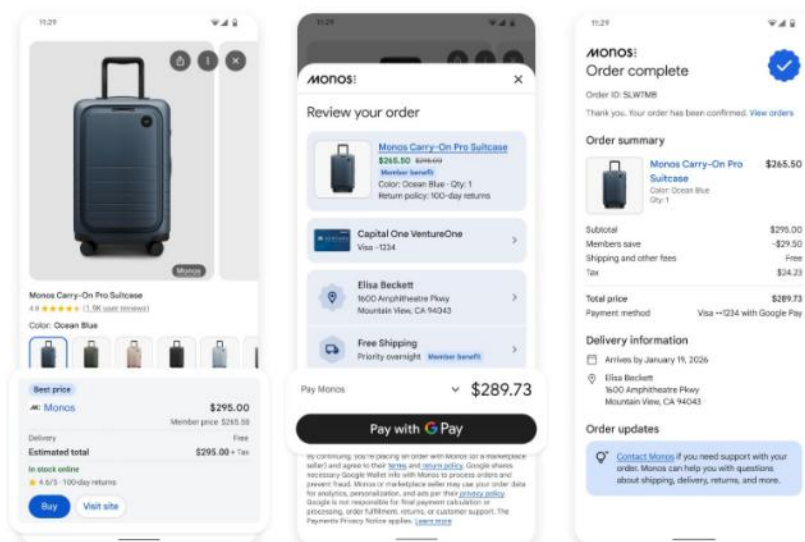 11:29
Monos
Monos Carry-On Pro Suitcase
4.8 ★★★★★ (1.9K user reviews)
Color: Ocean Blue
Best price
Monos
$295.00
Member price $265.50
Delivery
Free
Estimated total
$295.00 + Tax
In stock online
4.6/5 · 100-day returns
Buy
Visit site
11:29
MONOS
Review your order
Monos Carry-On Pro Suitcase
$265.50 $295.00
Member benefit
Color: Ocean Blue · Qty: 1
Return policy: 100-day returns
Capital One VentureOne
Visa ··1234
Elisa Beckett
1600 Amphitheatre Pkwy
Mountain View, CA 94043
Free Shipping
Priority overnight Member benefit
Pay Monos
$289.73
Pay with G Pay
by continuing, you're placing an order with Monos (or a marketplace
seller) and agree to their terms and return policy. Google shares
necessary Google Wallet info with Monos to process orders and
prevent fraud. Monos or marketplace seller may use your order data
for analytics, personalization, and ads per their privacy policy.
Google is not responsible for final payment calculation or
processing, order fulfillment, returns, or customer support. The
Payments Privacy Notice applies. Learn more
11:29
MONOS
Order complete
Order ID: SLW7MB
Thank you. Your order has been confirmed. View orders
Order summary
Monos Carry-On Pro
Suitcase
$265.50
Color: Ocean Blue
Qty: 1
Subtotal $295.00
Members save -$29.50
Shipping and other fees Free
Tax $24.23
Total price $289.73
Payment method Visa ··1234 with Google Pay
Delivery information
Arrives by January 19, 2026
Elisa Beckett
1600 Amphitheatre Pkwy
Mountain View, CA 94043
Order updates
Contact Monos if you need support with your
order. Monos can help you with questions
about shipping, delivery, returns, and more.